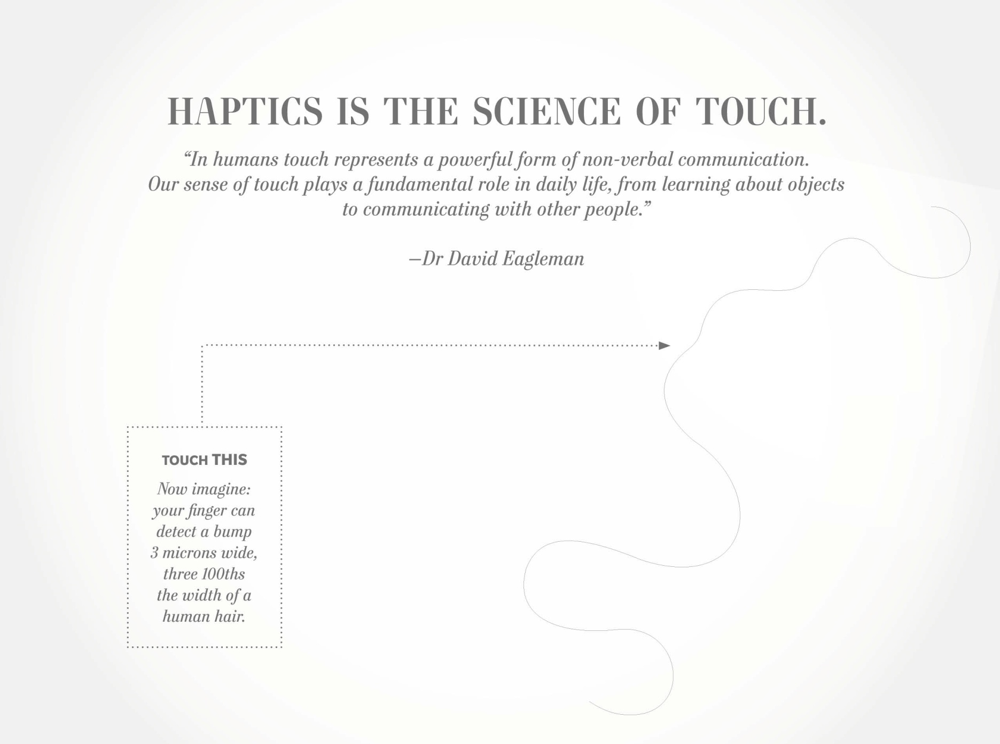 HAPTICS IS THE SCIENCE OF TOUCH.
“In humans touch represents a powerful form of non-verbal communication.
Our sense of touch plays a fundamental role in daily life, from learning about objects
to communicating with other people.”
—Dr David Eagleman
TOUCH THIS
Now imagine:
your finger can
detect a bump
3 microns wide,
three 100ths
the width of a
human hair.